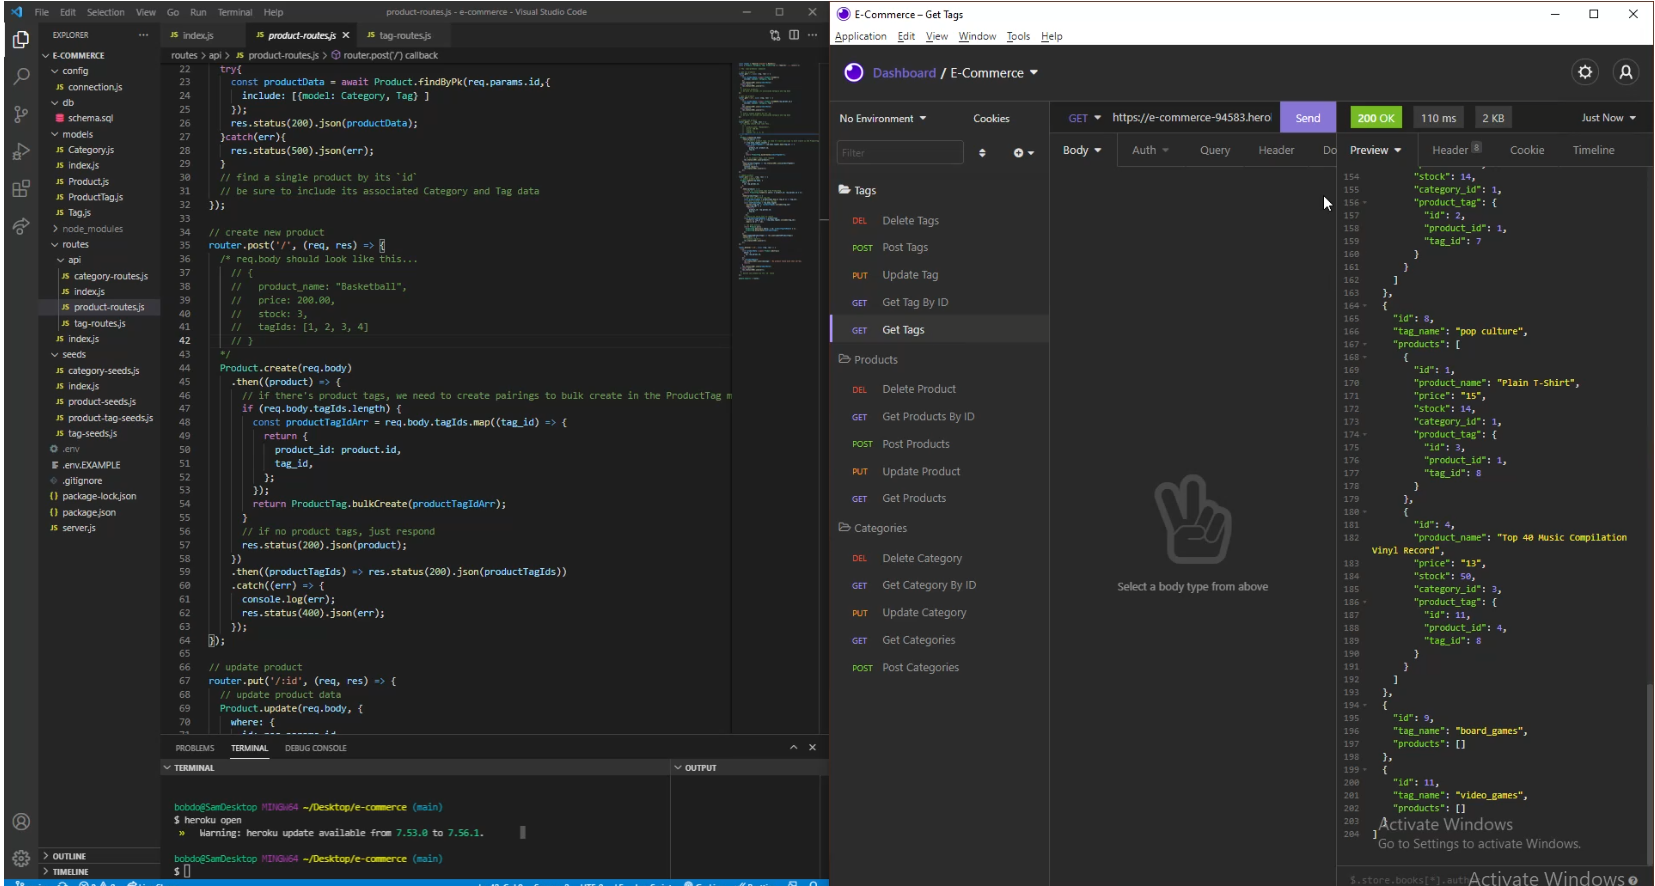 File Edit Selection View Go Run Terminal Help
product-routes.js - e-commerce - Visual Studio Code
EXPLORER
E-COMMERCE
config
JS connection.js
db
schema.sql
models
JS Category.js
JS index.js
JS Product.js
JS ProductTag.js
JS Tag.js
node_modules
routes
api
JS category-routes.js
JS index.js
JS product-routes.js
JS tag-routes.js
JS index.js
seeds
JS category-seeds.js
JS index.js
JS product-seeds.js
JS product-tag-seeds.js
JS tag-seeds.js
.env
.env.EXAMPLE
.gitignore
{} package-lock.json
{} package.json
JS server.js
OUTLINE
TIMELINE
JS index.js JS product-routes.js JS tag-routes.js
routes > api > JS product-routes.js > router.post('/') callback
22 try{
23 const productData = await Product.findByPk(req.params.id,{
24 include: [{model: Category, Tag} ]
25 });
26 res.status(200).json(productData);
27 }catch(err){
28 res.status(500).json(err);
29 }
30 // find a single product by its `id`
31 // be sure to include its associated Category and Tag data
32 });
33
34 // create new product
35 router.post('/', (req, res) => {
36 /* req.body should look like this...
37 // {
38 // product_name: "Basketball",
39 // price: 200.00,
40 // stock: 3,
41 // tagIds: [1, 2, 3, 4]
42 // }
43 */
44 Product.create(req.body)
45 .then((product) => {
46 // if there's product tags, we need to create pairings to bulk create in the ProductTag m
47 if (req.body.tagIds.length) {
48 const productTagIdArr = req.body.tagIds.map((tag_id) => {
49 return {
50 product_id: product.id,
51 tag_id,
52 };
53 });
54 return ProductTag.bulkCreate(productTagIdArr);
55 }
56 // if no product tags, just respond
57 res.status(200).json(product);
58 })
59 .then((productTagIds) => res.status(200).json(productTagIds))
60 .catch((err) => {
61 console.log(err);
62 res.status(400).json(err);
63 });
64 });
65
66 // update product
67 router.put('/:id', (req, res) => {
68 // update product data
69 Product.update(req.body, {
70 where: {
PROBLEMS TERMINAL DEBUG CONSOLE
TERMINAL
OUTPUT
bobdo@SamDesktop MINGW64 ~/Desktop/e-commerce (main)
$ heroku open
» Warning: heroku update available from 7.53.0 to 7.56.1.
bobdo@SamDesktop MINGW64 ~/Desktop/e-commerce (main)
$
E-Commerce – Get Tags
Application Edit View Window Tools Help
Dashboard / E-Commerce
No Environment Cookies
Filter
Tags
DEL Delete Tags
POST Post Tags
PUT Update Tag
GET Get Tag By ID
GET Get Tags
Products
DEL Delete Product
GET Get Products By ID
POST Post Products
PUT Update Product
GET Get Products
Categories
DEL Delete Category
GET Get Category By ID
PUT Update Category
GET Get Categories
POST Post Categories
GET https://e-commerce-94583.herol Send
Body Auth Query Header Do
Select a body type from above
200 OK 110 ms 2 KB Just Now
Preview Header 8 Cookie Timeline
154 "stock": 14,
155 "category_id": 1,
156 "product_tag": {
157 "id": 2,
158 "product_id": 1,
159 "tag_id": 7
160 }
161 }
162 ]
163 },
164 {
165 "id": 8,
166 "tag_name": "pop culture",
167 "products": [
168 {
169 "id": 1,
170 "product_name": "Plain T-Shirt",
171 "price": "15",
172 "stock": 14,
173 "category_id": 1,
174 "product_tag": {
175 "id": 3,
176 "product_id": 1,
177 "tag_id": 8
178 }
179 },
180 {
181 "id": 4,
182 "product_name": "Top 40 Music Compilation
Vinyl Record",
183 "price": "13",
184 "stock": 50,
185 "category_id": 3,
186 "product_tag": {
187 "id": 11,
188 "product_id": 4,
189 "tag_id": 8
190 }
191 }
192 ]
193 },
194 {
195 "id": 9,
196 "tag_name": "board_games",
197 "products": []
198 },
199 {
200 "id": 11,
201 "tag_name": "video_games",
202 "products": []
203 }
204 ]
Activate Windows
Go to Settings to activate Windows.
$.store.books[*].auth
Activate Windows